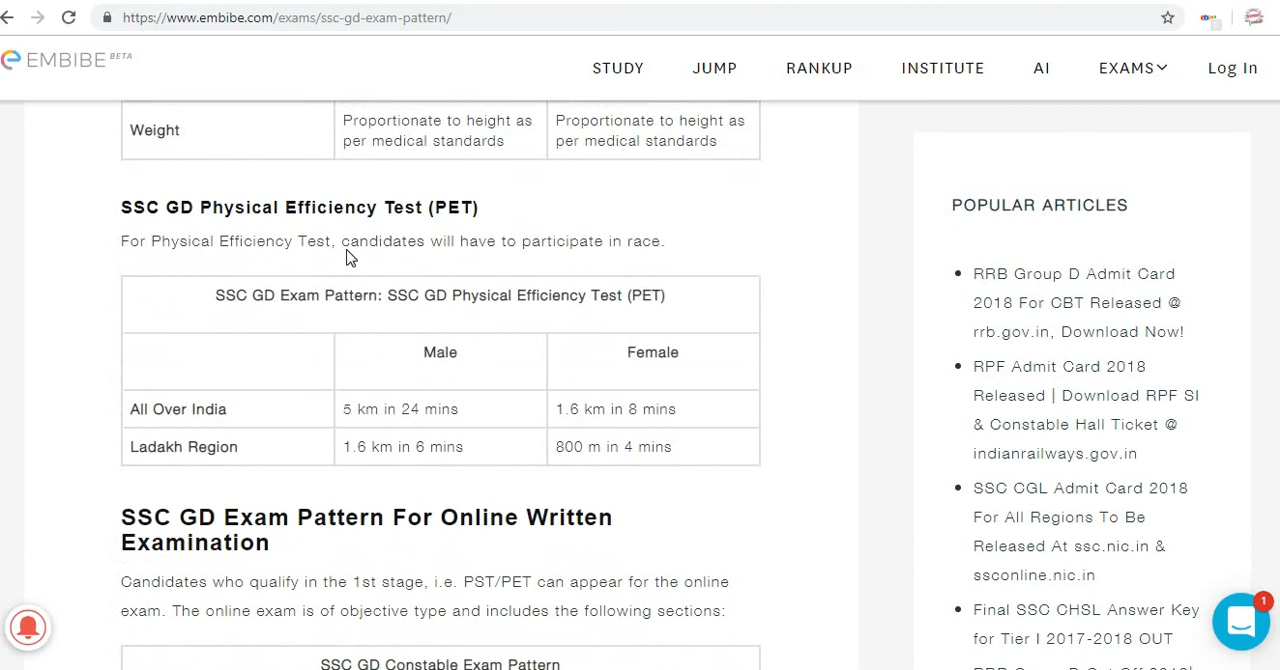 https://www.embibe.com/exams/ssc-gd-exam-pattern/
EMBIBE BETA
STUDY
JUMP
RANKUP
INSTITUTE
AI
EXAMS
Log In
Weight
Proportionate to height as
per medical standards
Proportionate to height as
per medical standards
SSC GD Physical Efficiency Test (PET)
For Physical Efficiency Test, candidates will have to participate in race.
SSC GD Exam Pattern: SSC GD Physical Efficiency Test (PET)
Male
Female
All Over India
5 km in 24 mins
1.6 km in 8 mins
Ladakh Region
1.6 km in 6 mins
800 m in 4 mins
SSC GD Exam Pattern For Online Written
Examination
Candidates who qualify in the 1st stage, i.e. PST/PET can appear for the online
exam. The online exam is of objective type and includes the following sections:
SSC GD Constable Exam Pattern
POPULAR ARTICLES
RRB Group D Admit Card
2018 For CBT Released @
rrb.gov.in, Download Now!
RPF Admit Card 2018
Released | Download RPF SI
& Constable Hall Ticket @
indianrailways.gov.in
SSC CGL Admit Card 2018
For All Regions To Be
Released At ssc.nic.in &
ssconline.nic.in
Final SSC CHSL Answer Key
for Tier I 2017-2018 OUT
RRB Group D Cut Off 2018|
1